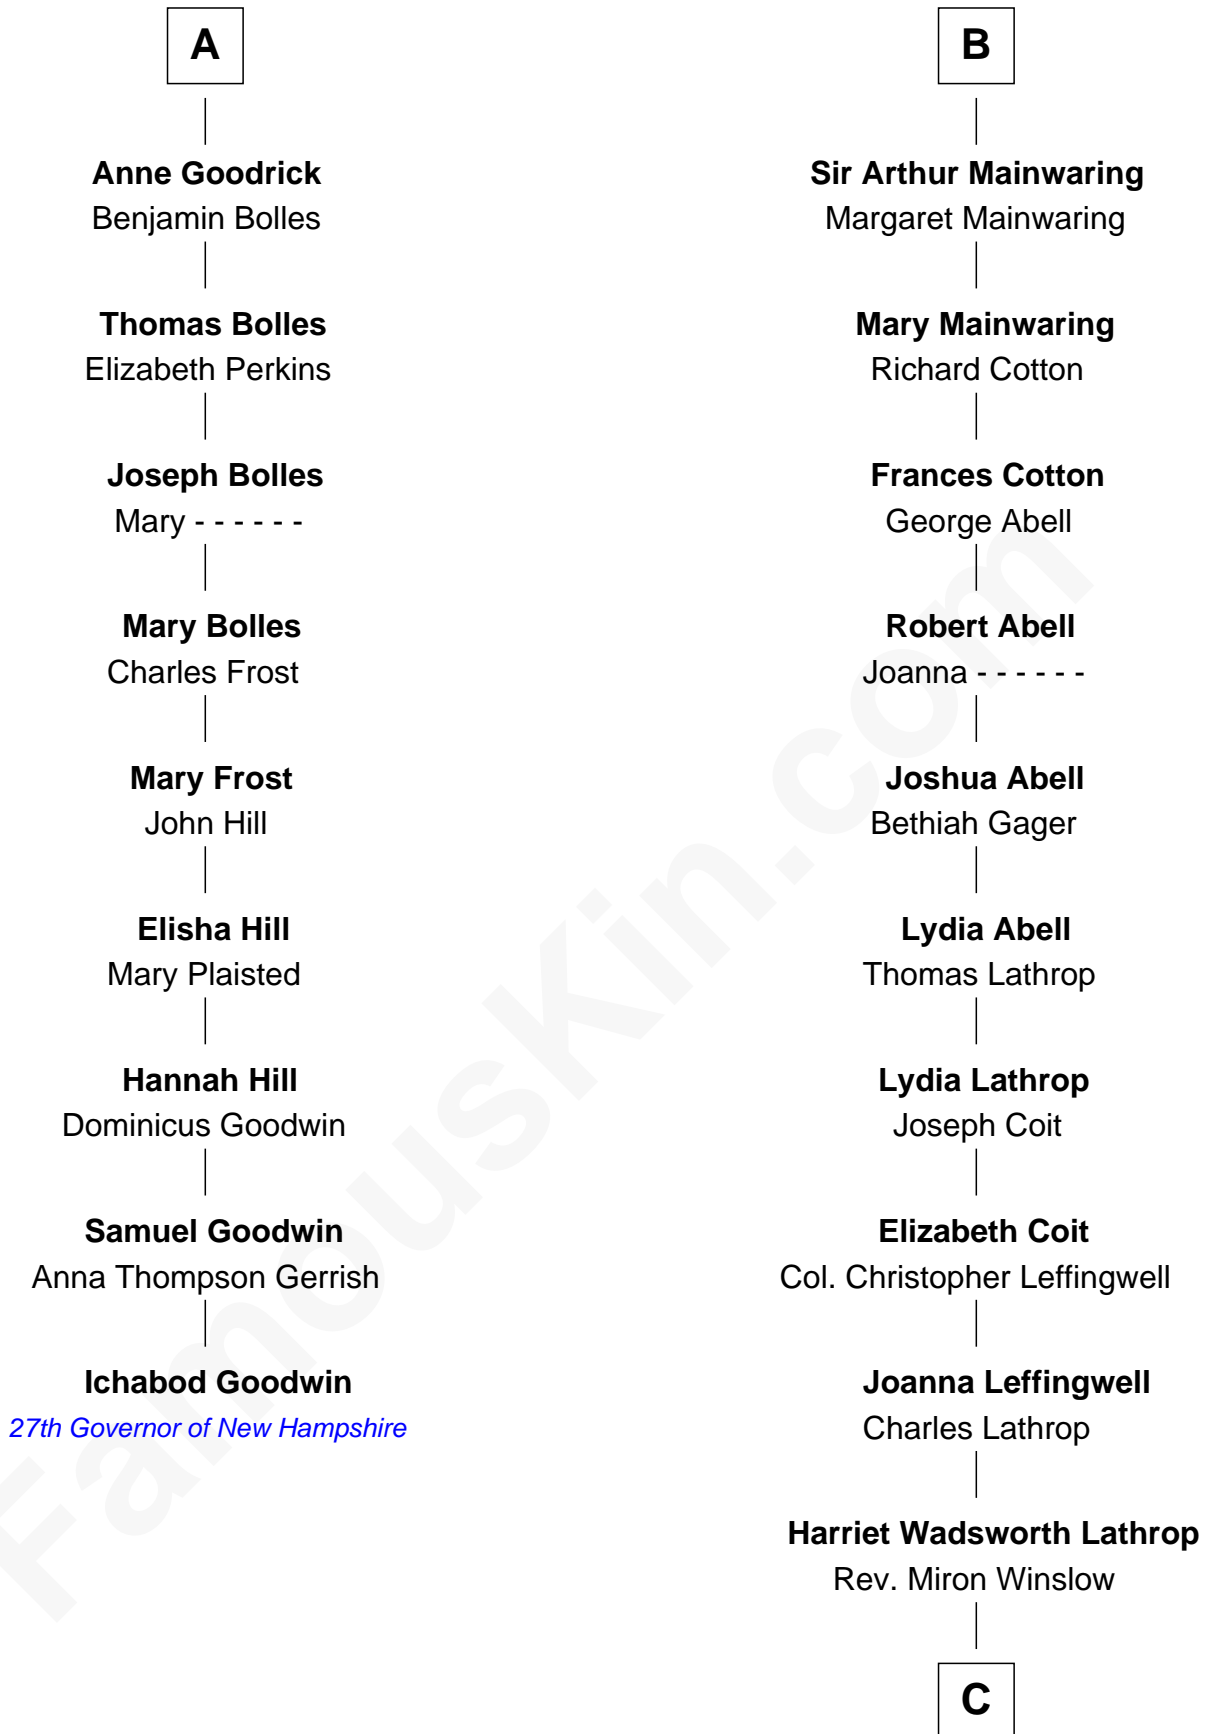 A
Anne Goodrick
Benjamin Bolles
Thomas Bolles
Elizabeth Perkins
Joseph Bolles
Mary - - - - - -
Mary Bolles
Charles Frost
Mary Frost
John Hill
Elisha Hill
Mary Plaisted
Hannah Hill
Dominicus Goodwin
Samuel Goodwin
Anna Thompson Gerrish
Ichabod Goodwin
27th Governor of New Hampshire
B
Sir Arthur Mainwaring
Margaret Mainwaring
Mary Mainwaring
Richard Cotton
Frances Cotton
George Abell
Robert Abell
Joanna - - - - - -
Joshua Abell
Bethiah Gager
Lydia Abell
Thomas Lathrop
Lydia Lathrop
Joseph Coit
Elizabeth Coit
Col. Christopher Leffingwell
Joanna Leffingwell
Charles Lathrop
Harriet Wadsworth Lathrop
Rev. Miron Winslow
C
FamousKin.com